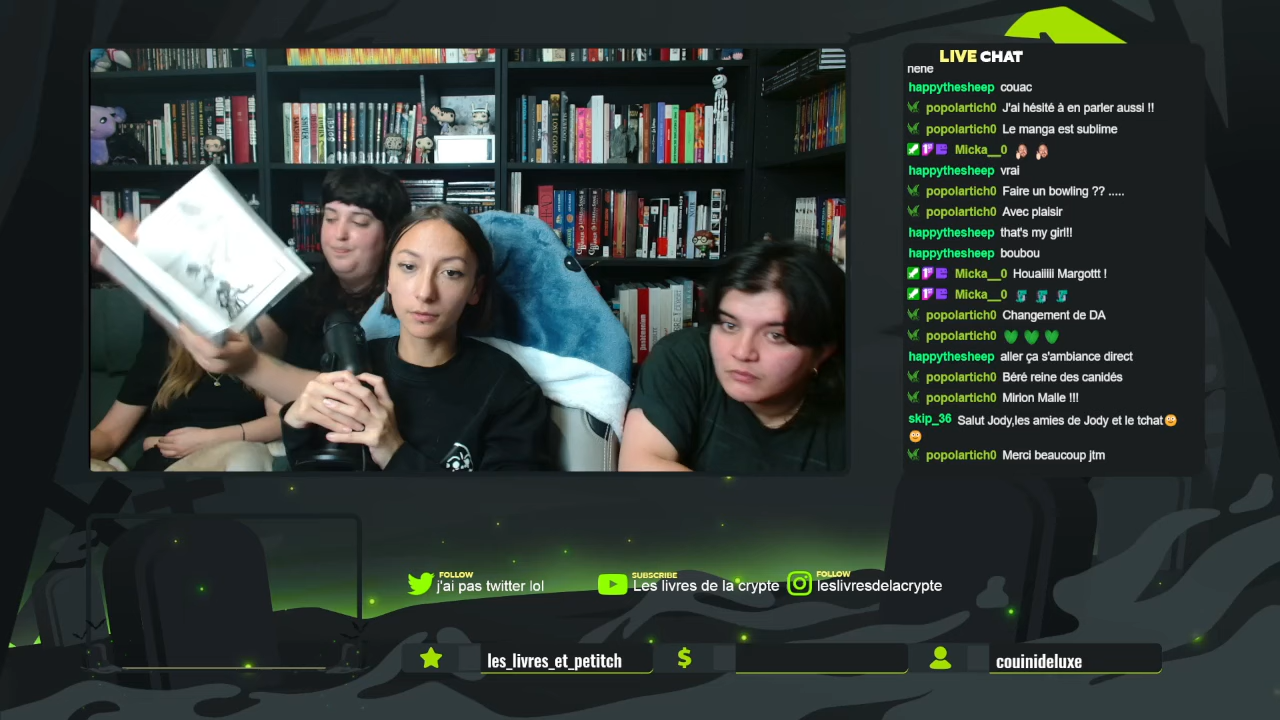 LIVE CHAT
nene
happythesheep couac
popolartich0 J'ai hésité à en parler aussi !!
popolartich0 Le manga est sublime
Micka__0
happythesheep vrai
popolartich0 Faire un bowling ?? .....
popolartich0 Avec plaisir
happythesheep that's my girl!!
happythesheep boubou
Micka__0 Houaiiiii Margottt !
Micka__0
popolartich0 Changement de DA
popolartich0 💚 💚 💚
happythesheep aller ça s'ambiance direct
popolartich0 Béré reine des canidés
popolartich0 Mirion Malle !!!
skip_36 Salut Jody,les amies de Jody et le tchat
popolartich0 Merci beaucoup jtm
FOLLOW
j'ai pas twitter lol
SUBSCRIBE
Les livres de la crypte
FOLLOW
leslivresdelacrypte
les_livres_et_petitch
$
couinideluxe